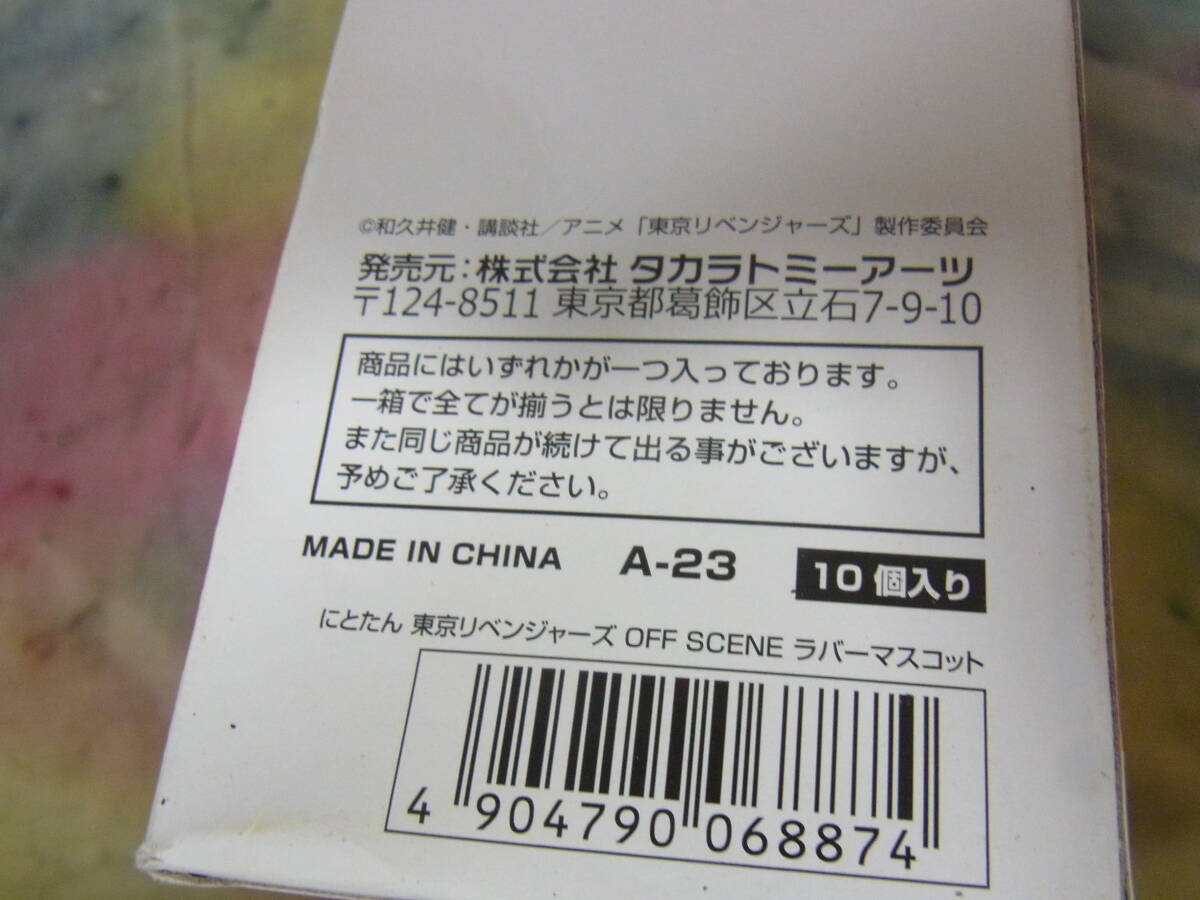 ©和久井健・講談社／アニメ「東京リベンジャーズ」製作委員会
発売元：株式会社 タカラトミーアーツ
〒124-8511 東京都葛飾区立石7-9-10
商品にはいずれかが一つ入っております。
一箱で全てが揃うとは限りません。
また同じ商品が続けて出る事がございますが、
予めご了承ください。
MADE IN CHINA A-23 10個入り
にとたん 東京リベンジャーズ OFF SCENE ラバーマスコット
4 904790 068874